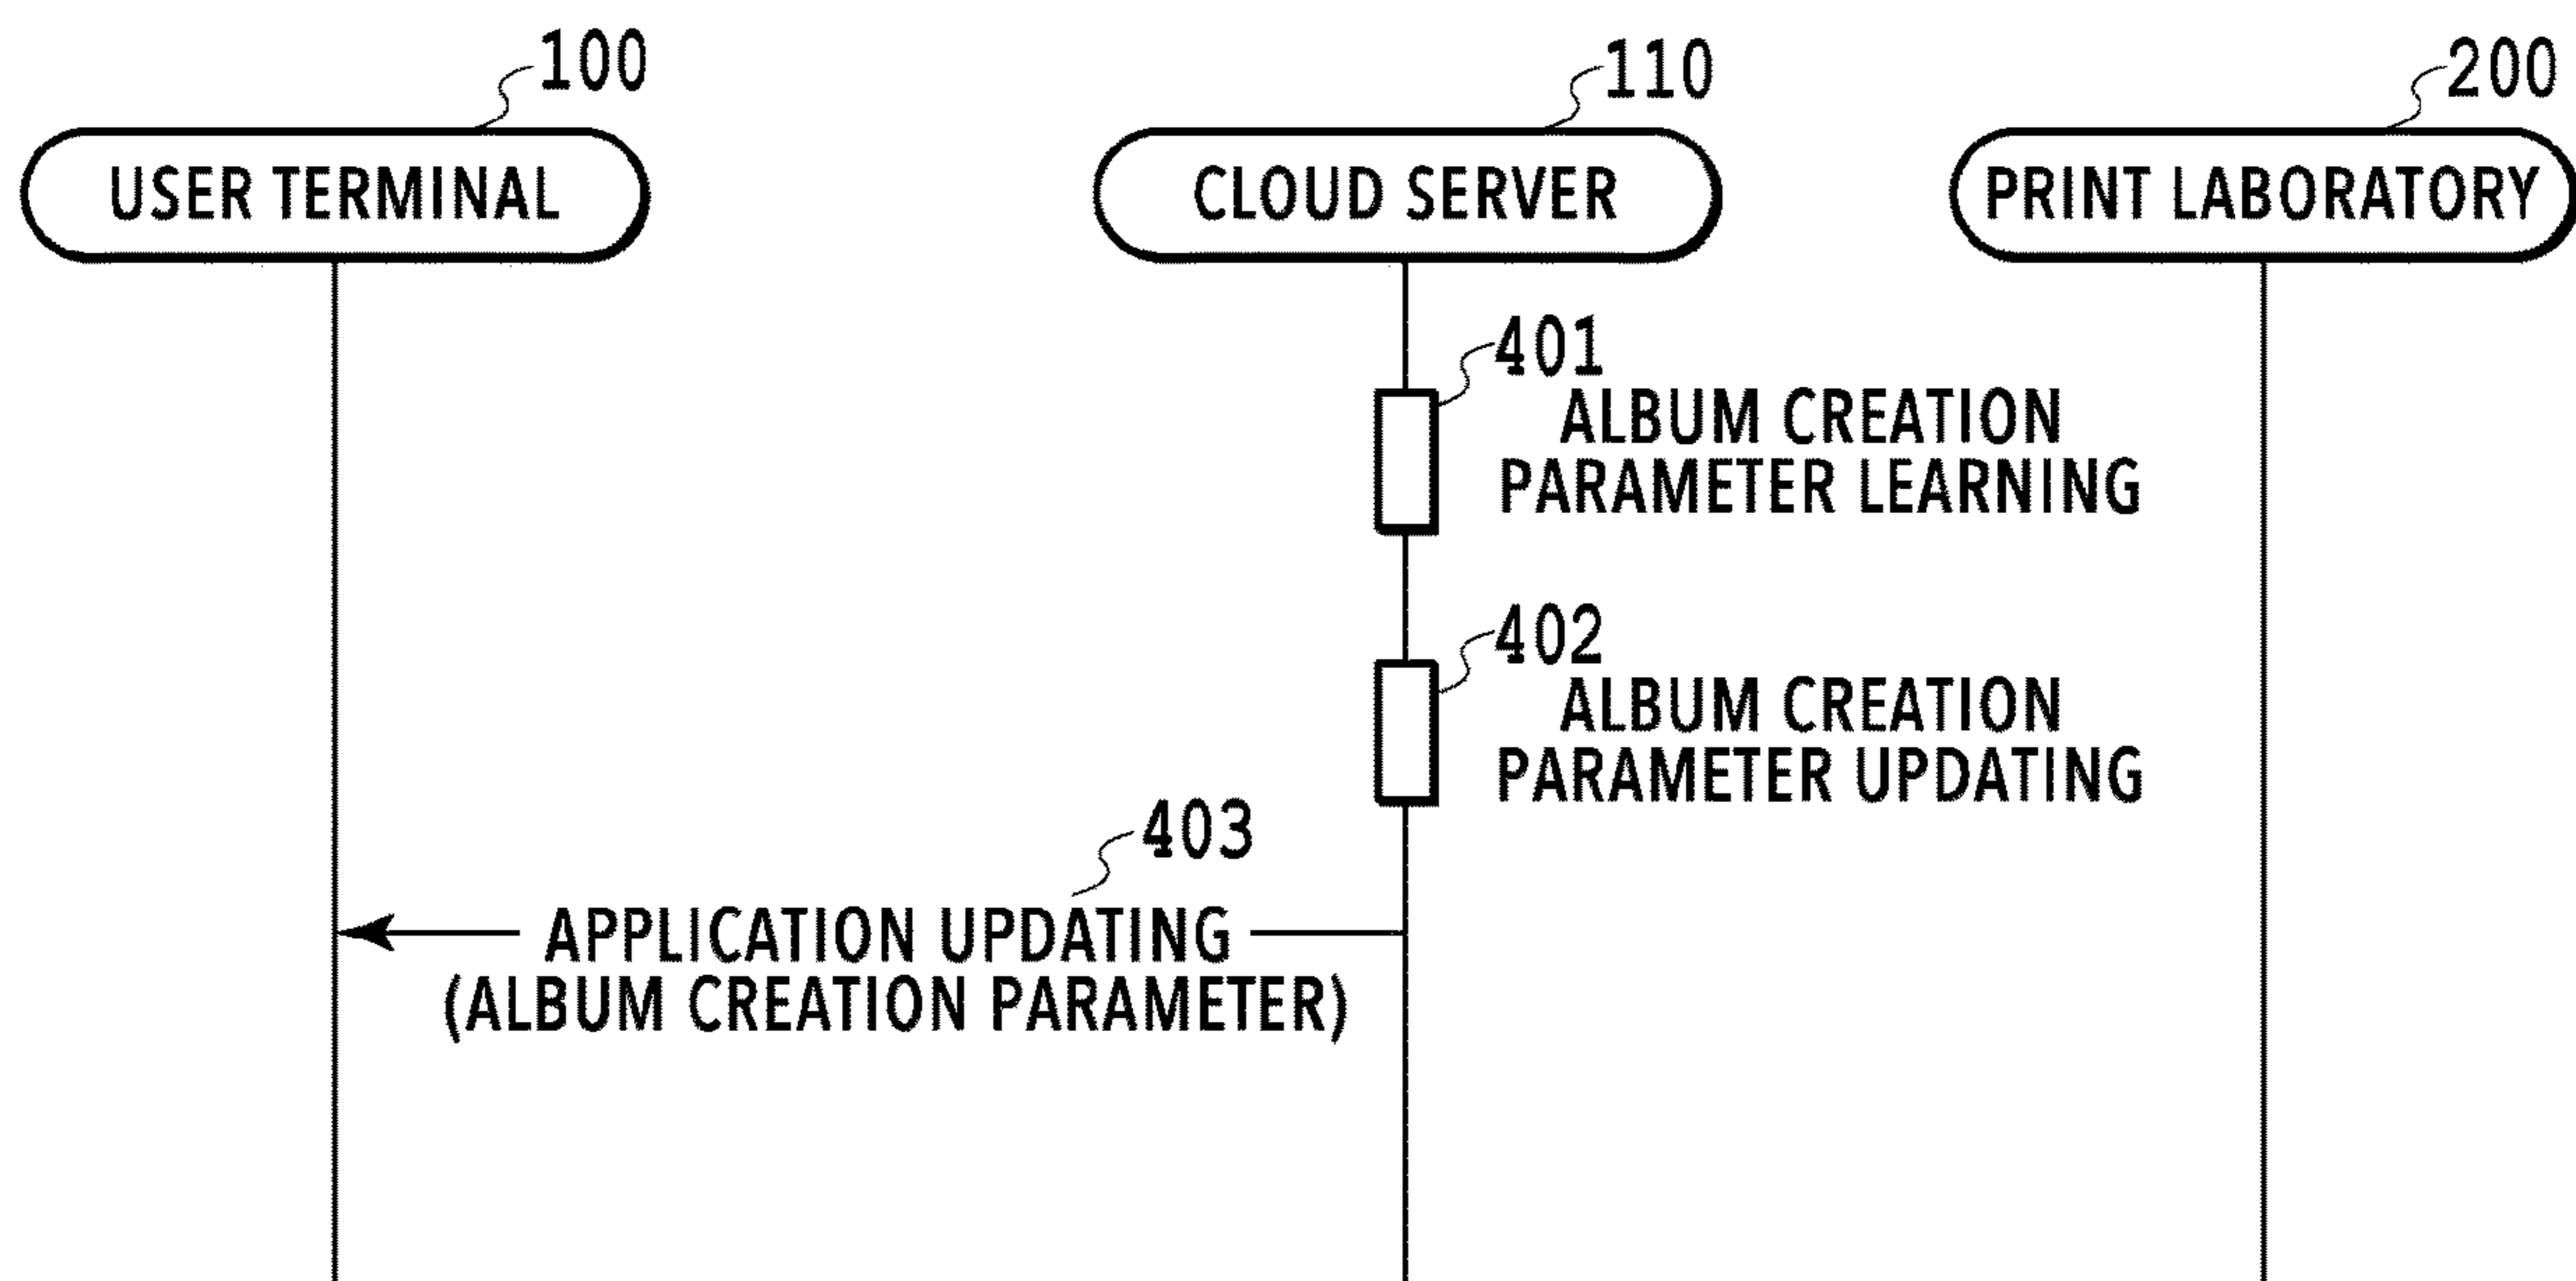 100
110
200
USER TERMINAL
CLOUD SERVER
PRINT LABORATORY
401
ALBUM CREATION
PARAMETER LEARNING
402
ALBUM CREATION
PARAMETER UPDATING
403
APPLICATION UPDATING
(ALBUM CREATION PARAMETER)